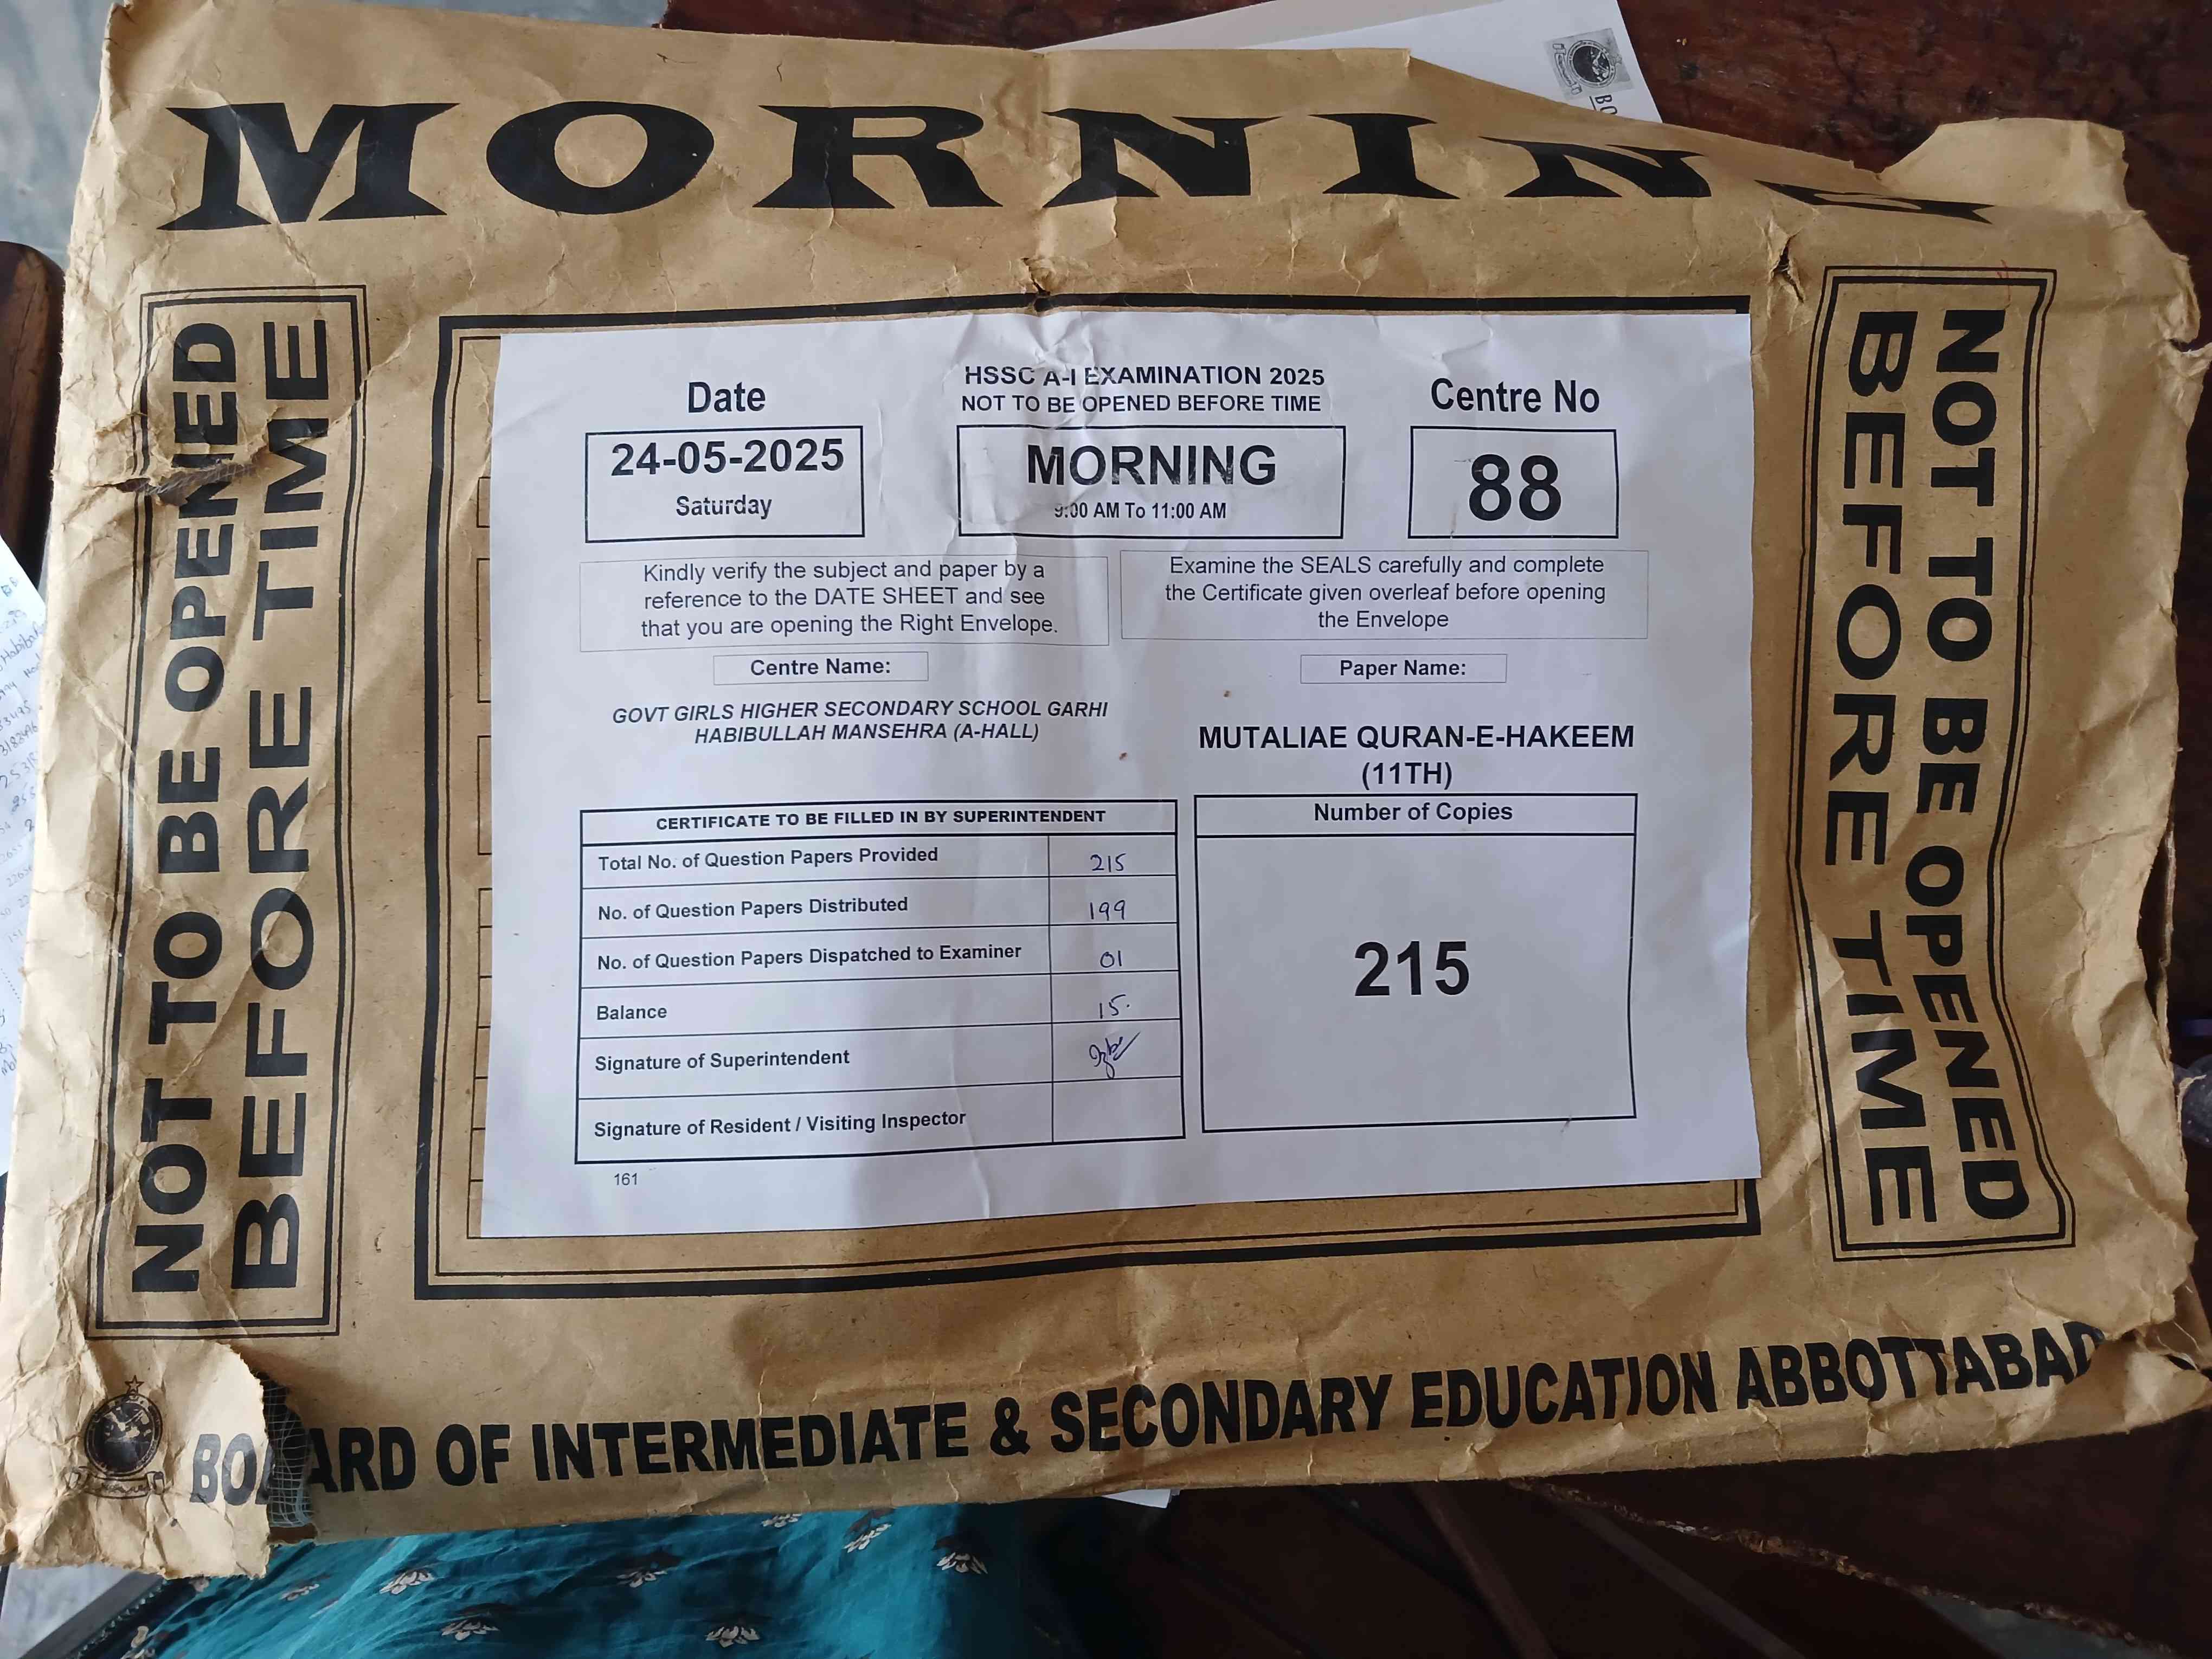 MORNING
NOT TO BE OPENED
BEFORE TIME
Date
24-05-2025
Saturday
HSSC A-I EXAMINATION 2025
NOT TO BE OPENED BEFORE TIME
MORNING
9:00 AM To 11:00 AM
Centre No
88
Kindly verify the subject and paper by a
reference to the DATE SHEET and see
that you are opening the Right Envelope.
Examine the SEALS carefully and complete
the Certificate given overleaf before opening
the Envelope
Centre Name:
GOVT GIRLS HIGHER SECONDARY SCHOOL GARHI
HABIBULLAH MANSEHRA (A-HALL)
Paper Name:
MUTALIAE QURAN-E-HAKEEM
(11TH)
CERTIFICATE TO BE FILLED IN BY SUPERINTENDENT
Total No. of Question Papers Provided 215
No. of Question Papers Distributed 199
No. of Question Papers Dispatched to Examiner 01
Balance 15.
Signature of Superintendent
Signature of Resident / Visiting Inspector
Number of Copies
215
161
NOT TO BE OPENED
BEFORE TIME
BOARD OF INTERMEDIATE & SECONDARY EDUCATION ABBOTTABAD